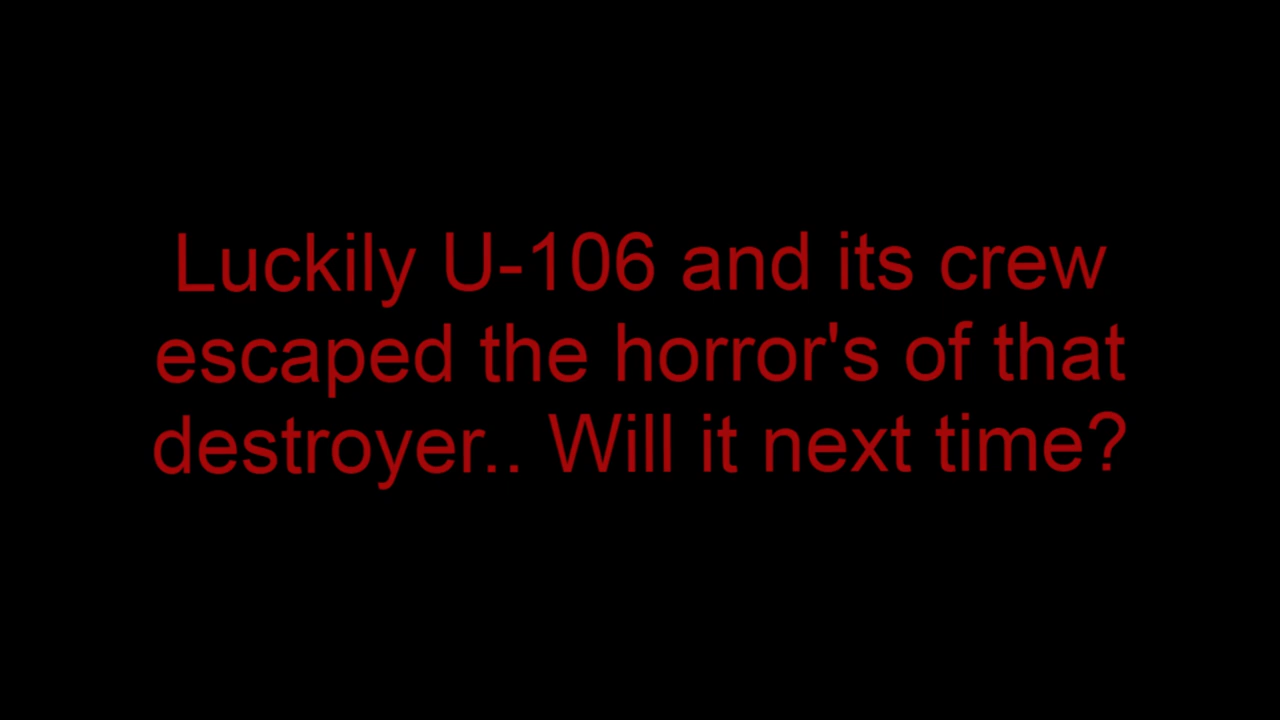 Luckily U-106 and its crew
escaped the horror's of that
destroyer.. Will it next time?